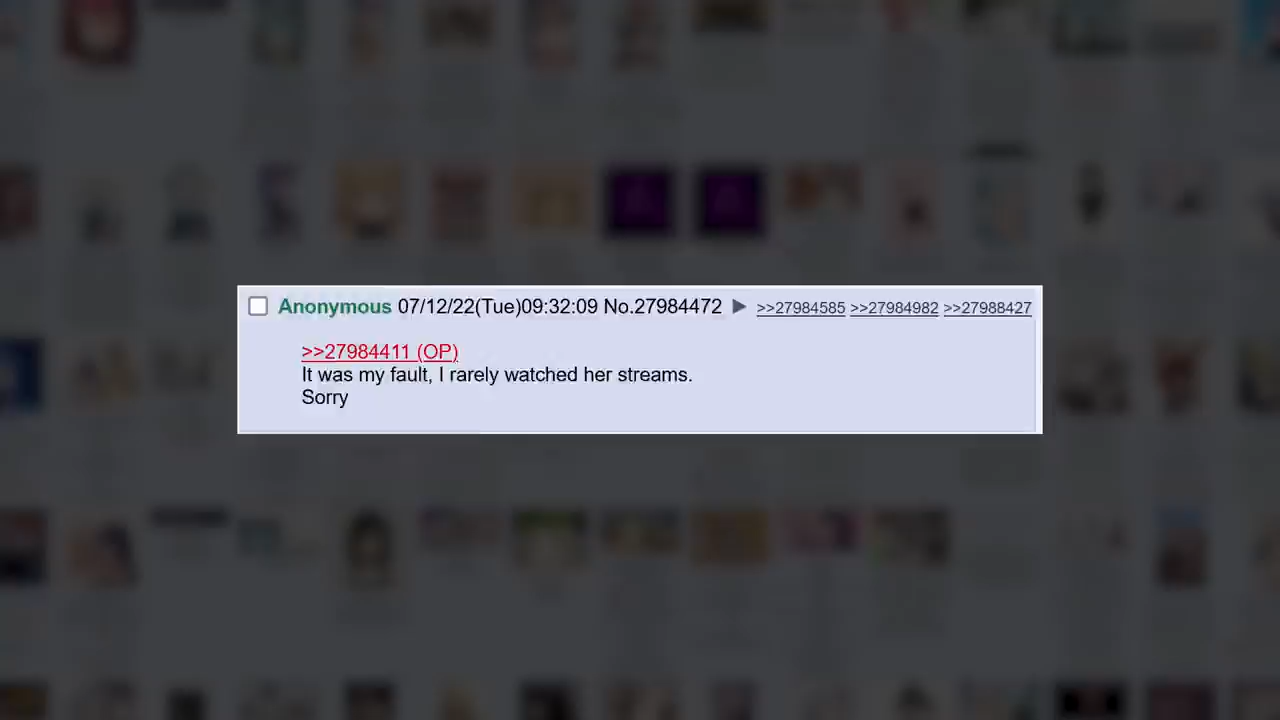 Anonymous 07/12/22(Tue)09:32:09 No.27984472 ▶ >>27984585 >>27984982 >>27988427
>>27984411 (OP)
It was my fault, I rarely watched her streams.
Sorry